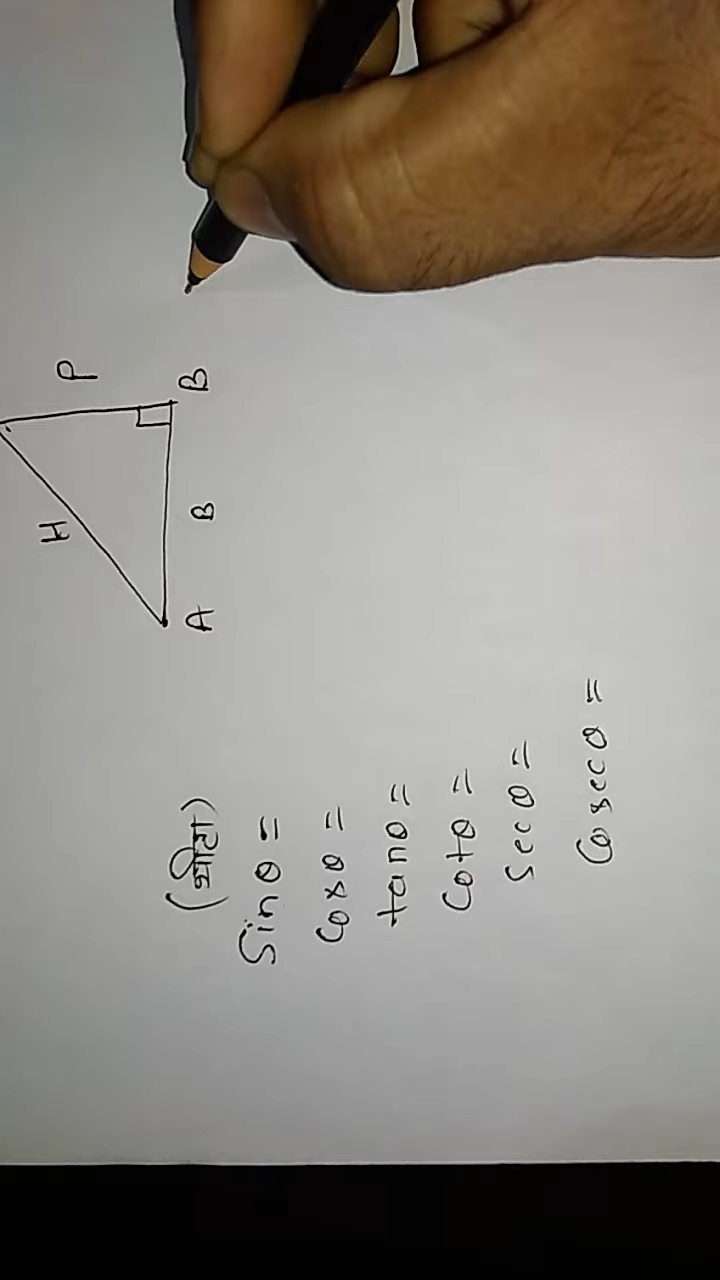 H
P
A
B
B
(थीटा)
Sinθ =
Cosθ =
tanθ =
Cotθ =
Secθ =
Cosecθ =